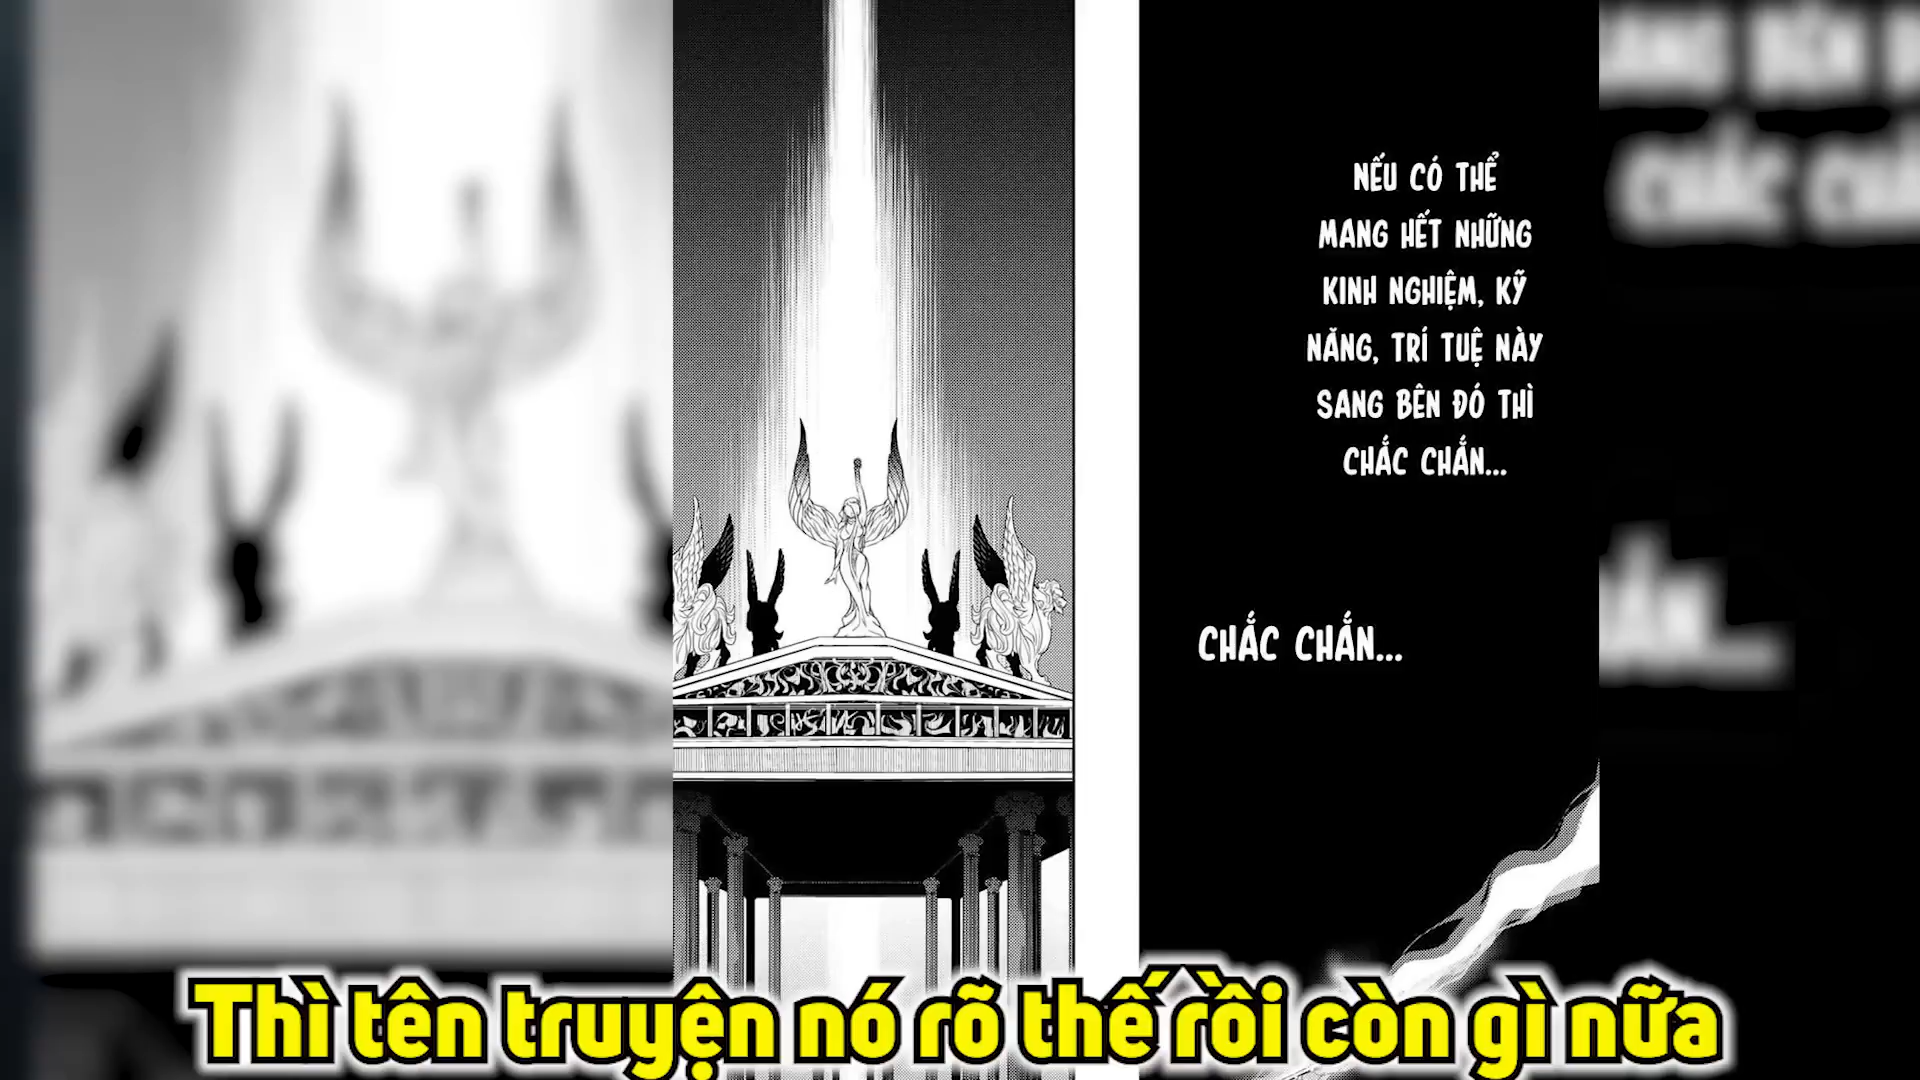 NẾU CÓ THỂ
MANG HẾT NHỮNG
KINH NGHIỆM, KỸ
NĂNG, TRÍ TUỆ NÀY
SANG BÊN ĐÓ THÌ
CHẮC CHẮN...
CHẮC CHẮN...
Thì tên truyện nó rõ thế rồi còn gì nữa